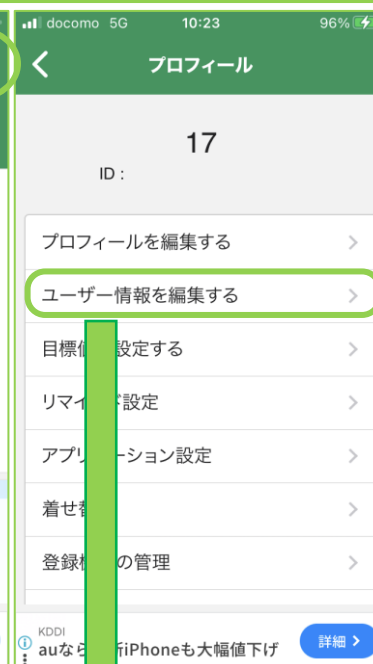 docomo 5G 10:23 96%
プロフィール
17
ID :
プロフィールを編集する
ユーザー情報を編集する
目標 設定する
リマイ 設定
アプリ ーション設定
着せ
登録 の管理
KDDI
auなら iPhoneも大幅値下げ
詳細